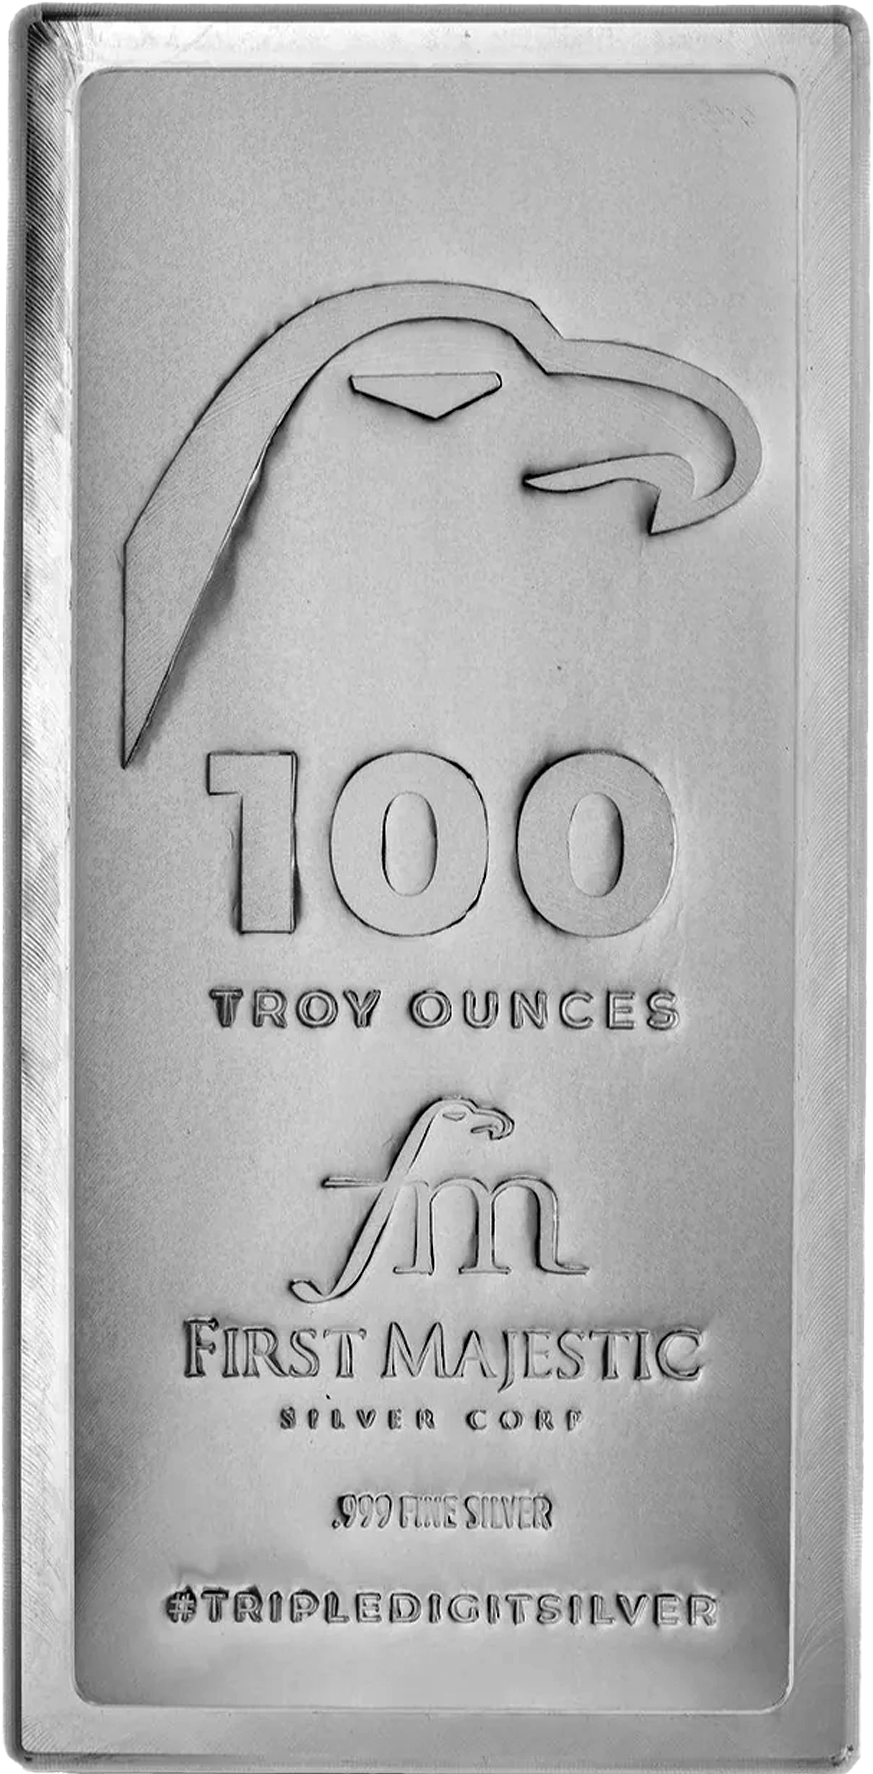 100
TROY OUNCES
fm
FIRST MAJESTIC
SILVER CORP
.999 FINE SILVER
#TRIPLEDIGITSILVER